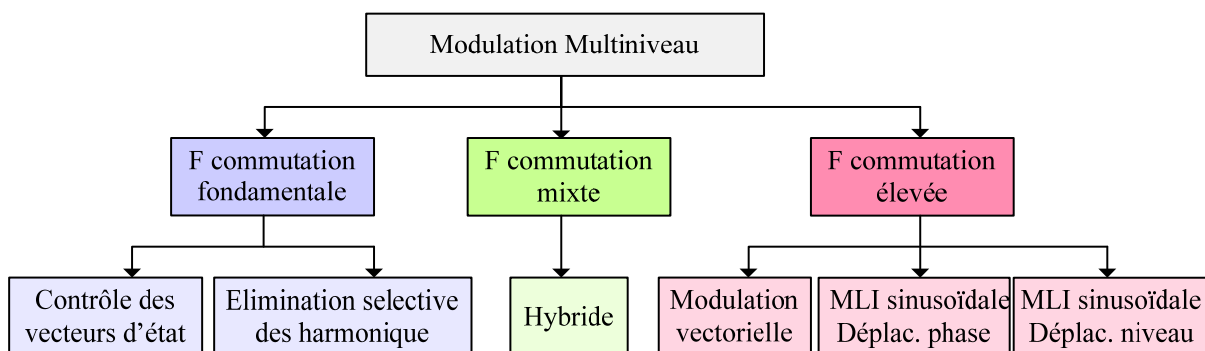 Modulation Multiniveau
F commutation
fondamentale
F commutation
mixte
F commutation
élevée
Contrôle des
vecteurs d'état
Elimination selective
des harmonique
Hybride
Modulation
vectorielle
MLI sinusoïdale
Déplac. phase
MLI sinusoïdale
Déplac. niveau